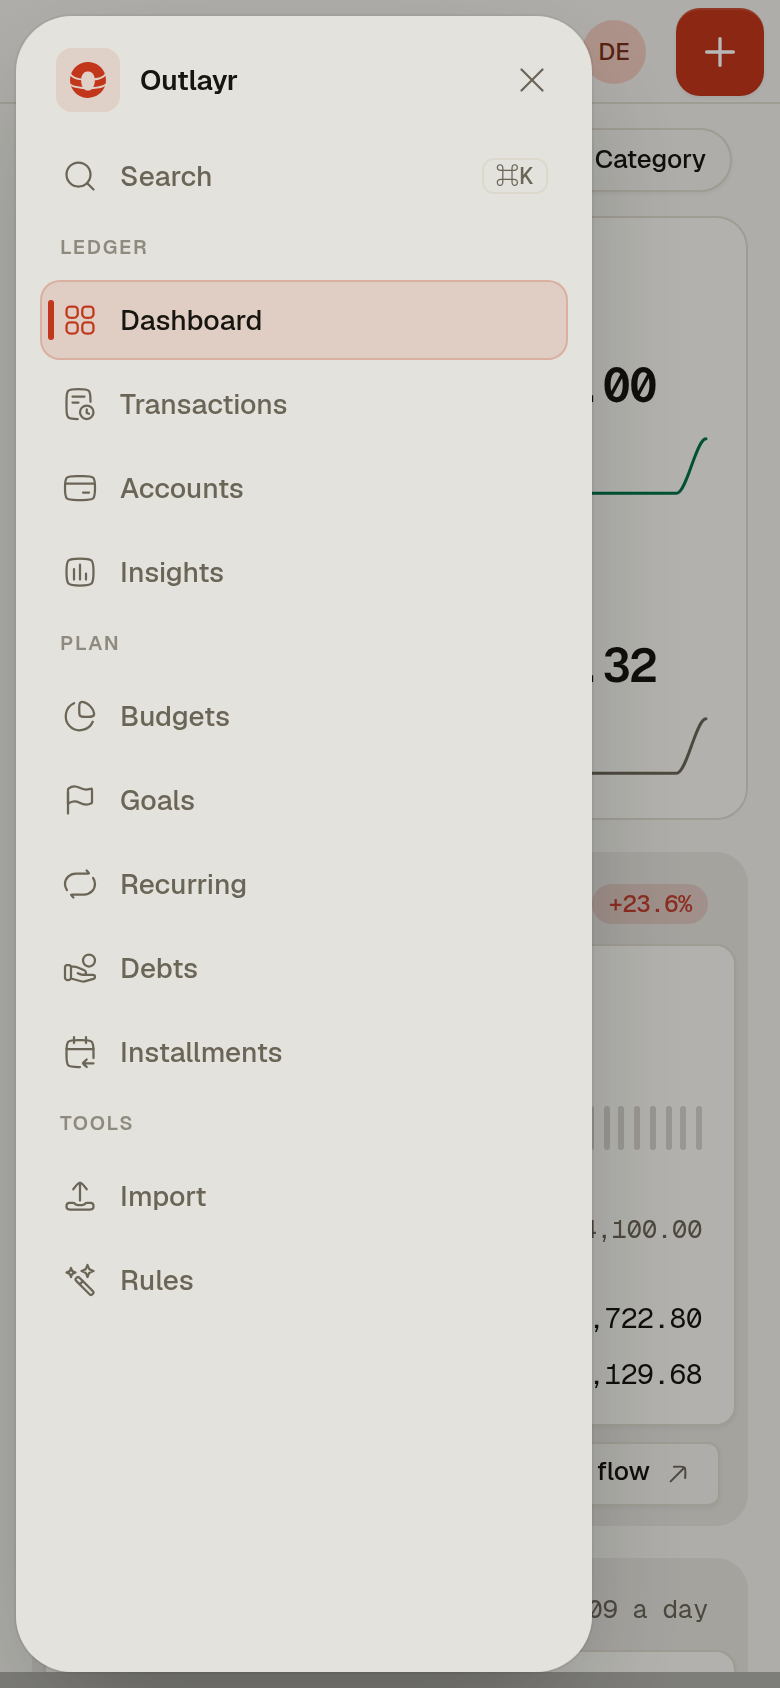 Outlayr
DE
Search
⌘K
Category
LEDGER
Dashboard
.00
Transactions
Accounts
Insights
PLAN
.32
Budgets
Goals
Recurring
+23.6%
Debts
Installments
TOOLS
Import
4,100.00
Rules
,722.80
,129.68
flow
09 a day